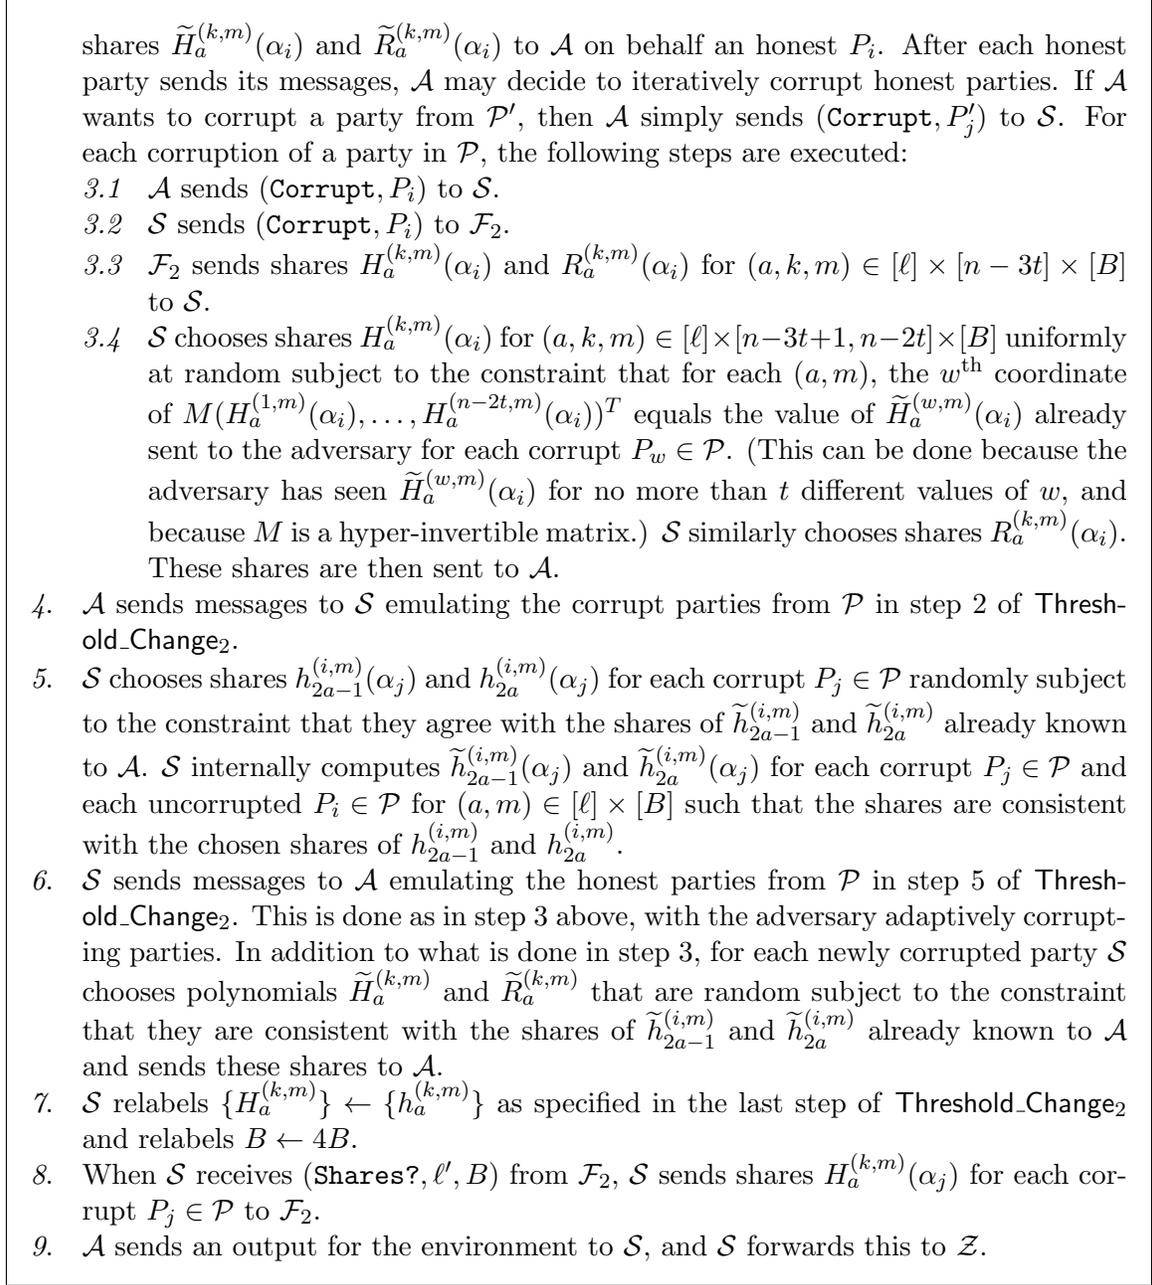 shares $\widetilde{H}_a^{(k,m)}(\alpha_i)$ and $\widetilde{R}_a^{(k,m)}(\alpha_i)$ to $\mathcal{A}$ on behalf an honest $P_i$. After each honest
party sends its messages, $\mathcal{A}$ may decide to iteratively corrupt honest parties. If $\mathcal{A}$
wants to corrupt a party from $\mathcal{P}'$, then $\mathcal{A}$ simply sends (Corrupt, $P'_j$) to $\mathcal{S}$. For
each corruption of a party in $\mathcal{P}$, the following steps are executed:
3.1 $\mathcal{A}$ sends (Corrupt, $P_i$) to $\mathcal{S}$.
3.2 $\mathcal{S}$ sends (Corrupt, $P_i$) to $\mathcal{F}_2$.
3.3 $\mathcal{F}_2$ sends shares $H_a^{(k,m)}(\alpha_i)$ and $R_a^{(k,m)}(\alpha_i)$ for $(a, k, m) \in [\ell] \times [n - 3t] \times [B]$
to $\mathcal{S}$.
3.4 $\mathcal{S}$ chooses shares $H_a^{(k,m)}(\alpha_i)$ for $(a, k, m) \in [\ell]\times[n-3t+1, n-2t]\times[B]$ uniformly
at random subject to the constraint that for each $(a, m)$, the $w^{\text{th}}$ coordinate
of $M(H_a^{(1,m)}(\alpha_i), \ldots, H_a^{(n-2t,m)}(\alpha_i))^T$ equals the value of $\widetilde{H}_a^{(w,m)}(\alpha_i)$ already
sent to the adversary for each corrupt $P_w \in \mathcal{P}$. (This can be done because the
adversary has seen $\widetilde{H}_a^{(w,m)}(\alpha_i)$ for no more than $t$ different values of $w$, and
because $M$ is a hyper-invertible matrix.) $\mathcal{S}$ similarly chooses shares $R_a^{(k,m)}(\alpha_i)$.
These shares are then sent to $\mathcal{A}$.
4. $\mathcal{A}$ sends messages to $\mathcal{S}$ emulating the corrupt parties from $\mathcal{P}$ in step 2 of Thresh-
old_Change$_2$.
5. $\mathcal{S}$ chooses shares $h_{2a-1}^{(i,m)}(\alpha_j)$ and $h_{2a}^{(i,m)}(\alpha_j)$ for each corrupt $P_j \in \mathcal{P}$ randomly subject
to the constraint that they agree with the shares of $\widetilde{h}_{2a-1}^{(i,m)}$ and $\widetilde{h}_{2a}^{(i,m)}$ already known
to $\mathcal{A}$. $\mathcal{S}$ internally computes $\widetilde{h}_{2a-1}^{(i,m)}(\alpha_j)$ and $\widetilde{h}_{2a}^{(i,m)}(\alpha_j)$ for each corrupt $P_j \in \mathcal{P}$ and
each uncorrupted $P_i \in \mathcal{P}$ for $(a, m) \in [\ell] \times [B]$ such that the shares are consistent
with the chosen shares of $h_{2a-1}^{(i,m)}$ and $h_{2a}^{(i,m)}$.
6. $\mathcal{S}$ sends messages to $\mathcal{A}$ emulating the honest parties from $\mathcal{P}$ in step 5 of Thresh-
old_Change$_2$. This is done as in step 3 above, with the adversary adaptively corrupt-
ing parties. In addition to what is done in step 3, for each newly corrupted party $\mathcal{S}$
chooses polynomials $\widetilde{H}_a^{(k,m)}$ and $\widetilde{R}_a^{(k,m)}$ that are random subject to the constraint
that they are consistent with the shares of $\widetilde{h}_{2a-1}^{(i,m)}$ and $\widetilde{h}_{2a}^{(i,m)}$ already known to $\mathcal{A}$
and sends these shares to $\mathcal{A}$.
7. $\mathcal{S}$ relabels $\{H_a^{(k,m)}\} \leftarrow \{h_a^{(k,m)}\}$ as specified in the last step of Threshold_Change$_2$
and relabels $B \leftarrow 4B$.
8. When $\mathcal{S}$ receives (Shares?, $\ell'$, $B$) from $\mathcal{F}_2$, $\mathcal{S}$ sends shares $H_a^{(k,m)}(\alpha_j)$ for each cor-
rupt $P_j \in \mathcal{P}$ to $\mathcal{F}_2$.
9. $\mathcal{A}$ sends an output for the environment to $\mathcal{S}$, and $\mathcal{S}$ forwards this to $\mathcal{Z}$.